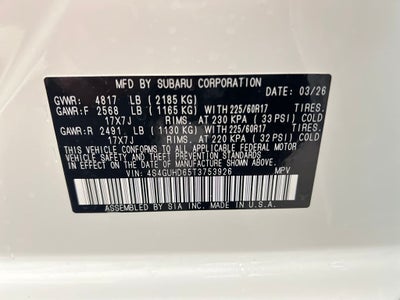 MFD BY SUBARU CORPORATION DATE: 03/26
GVWR: 4817 LB (2185 KG)
GAWR:F 2568 LB (1165 KG) WITH 225/60R17 TIRES.
17X7J RIMS. AT 230 KPA (33 PSI) COLD
GAWR:R 2491 LB (1130 KG) WITH 225/60R17 TIRES.
17X7J RIMS. AT 220 KPA (32 PSI) COLD
THIS VEHICLE CONFORMS TO ALL APPLICABLE FEDERAL MOTOR
VEHICLE SAFETY AND BUMPER STANDARDS
IN EFFECT ON THE DATE OF MANUFACTURE SHOWN ABOVE.
VIN: 4S4GUHD65T3753926 MPV
ASSEMBLED BY SIA INC. MADE IN U.S.A.